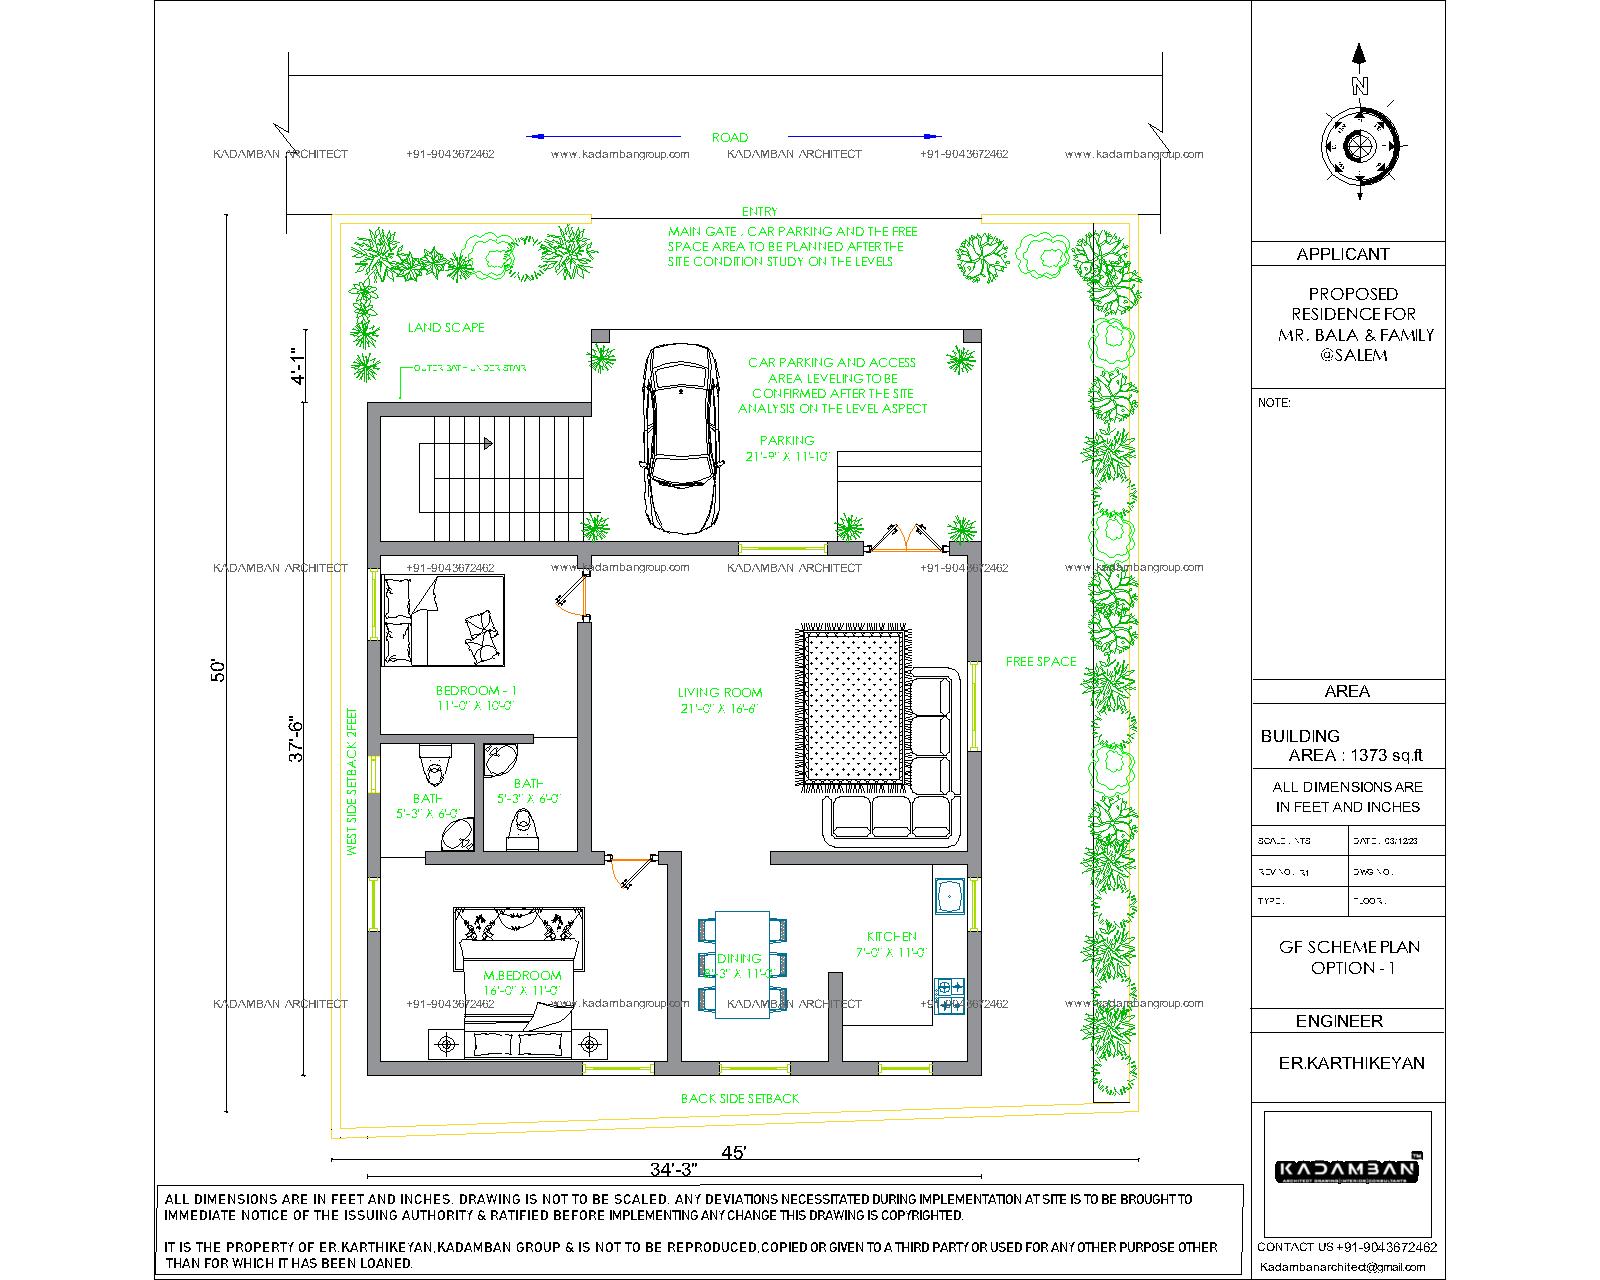 ROAD
KADAMBAN ARCHITECT +91-9043672462 www.kadambangroup.com KADAMBAN ARCHITECT +91-9043672462 www.kadambangroup.com
ENTRY
MAIN GATE , CAR PARKING AND THE FREE
SPACE AREA TO BE PLANNED AFTER THE
SITE CONDITION STUDY ON THE LEVELS
LAND SCAPE
OUTER BATH UNDER STAIR
4'-1"
CAR PARKING AND ACCESS
AREA LEVELING TO BE
CONFIRMED AFTER THE SITE
ANALYSIS ON THE LEVEL ASPECT
PARKING
21'-9" X 11'-10"
KADAMBAN ARCHITECT +91-9043672462 www.kadambangroup.com KADAMBAN ARCHITECT +91-9043672462 www.kadambangroup.com
50'
37'-6"
WEST SIDE SETBACK 2FEET
BEDROOM - 1
11'-0" X 10'-0"
LIVING ROOM
21'-0" X 16'-6"
FREE SPACE
BATH
5'-3" X 6'-0"
BATH
5'-3" X 6'-0"
M.BEDROOM
16'-0" X 11'-0"
DINING
8'-3" X 11'-0"
KITCHEN
7'-0" X 11'-0"
KADAMBAN ARCHITECT +91-9043672462 www.kadambangroup.com KADAMBAN ARCHITECT +91-9043672462 www.kadambangroup.com
BACK SIDE SETBACK
45'
34'-3"
ALL DIMENSIONS ARE IN FEET AND INCHES. DRAWING IS NOT TO BE SCALED. ANY DEVIATIONS NECESSITATED DURING IMPLEMENTATION AT SITE IS TO BE BROUGHT TO
IMMEDIATE NOTICE OF THE ISSUING AUTHORITY & RATIFIED BEFORE IMPLEMENTING ANY CHANGE THIS DRAWING IS COPYRIGHTED.
IT IS THE PROPERTY OF ER.KARTHIKEYAN,KADAMBAN GROUP & IS NOT TO BE REPRODUCED,COPIED OR GIVEN TO A THIRD PARTY OR USED FOR ANY OTHER PURPOSE OTHER
THAN FOR WHICH IT HAS BEEN LOANED.
N
APPLICANT
PROPOSED
RESIDENCE FOR
MR. BALA & FAMILY
@SALEM
NOTE:
AREA
BUILDING
AREA : 1373 sq.ft
ALL DIMENSIONS ARE
IN FEET AND INCHES
SCALE : NTS DATE : 03/12/23
REV NO : R1 DWG NO :
TYPE : FLOOR :
GF SCHEME PLAN
OPTION - 1
ENGINEER
ER.KARTHIKEYAN
KADAMBAN TM
ARCHITECT DRAWING|INTERIOR|CONSULTANTS
CONTACT US +91-9043672462
Kadambanarchitect@gmail.com